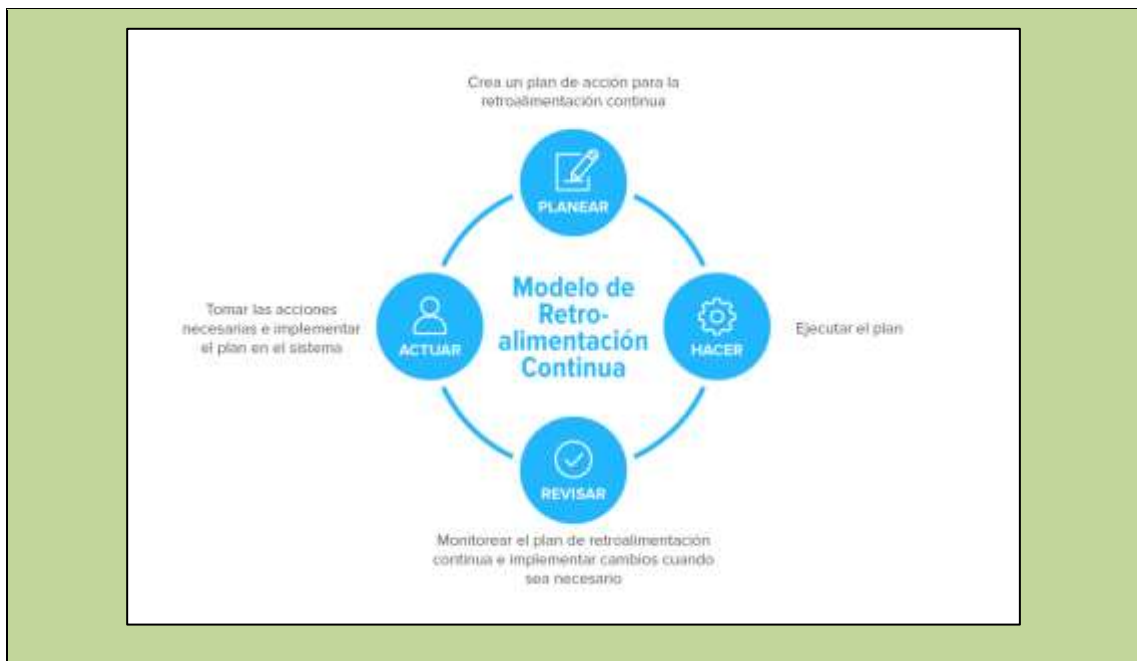 Crea un plan de acción para la
retroalimentación continua
PLANEAR
Modelo de
Retro-
alimentación
Continua
HACER
Ejecutar el plan
REVISAR
Monitorear el plan de retroalimentación
continua e implementar cambios cuando
sea necesario
ACTUAR
Tomar las acciones
necesarias e implementar
el plan en el sistema